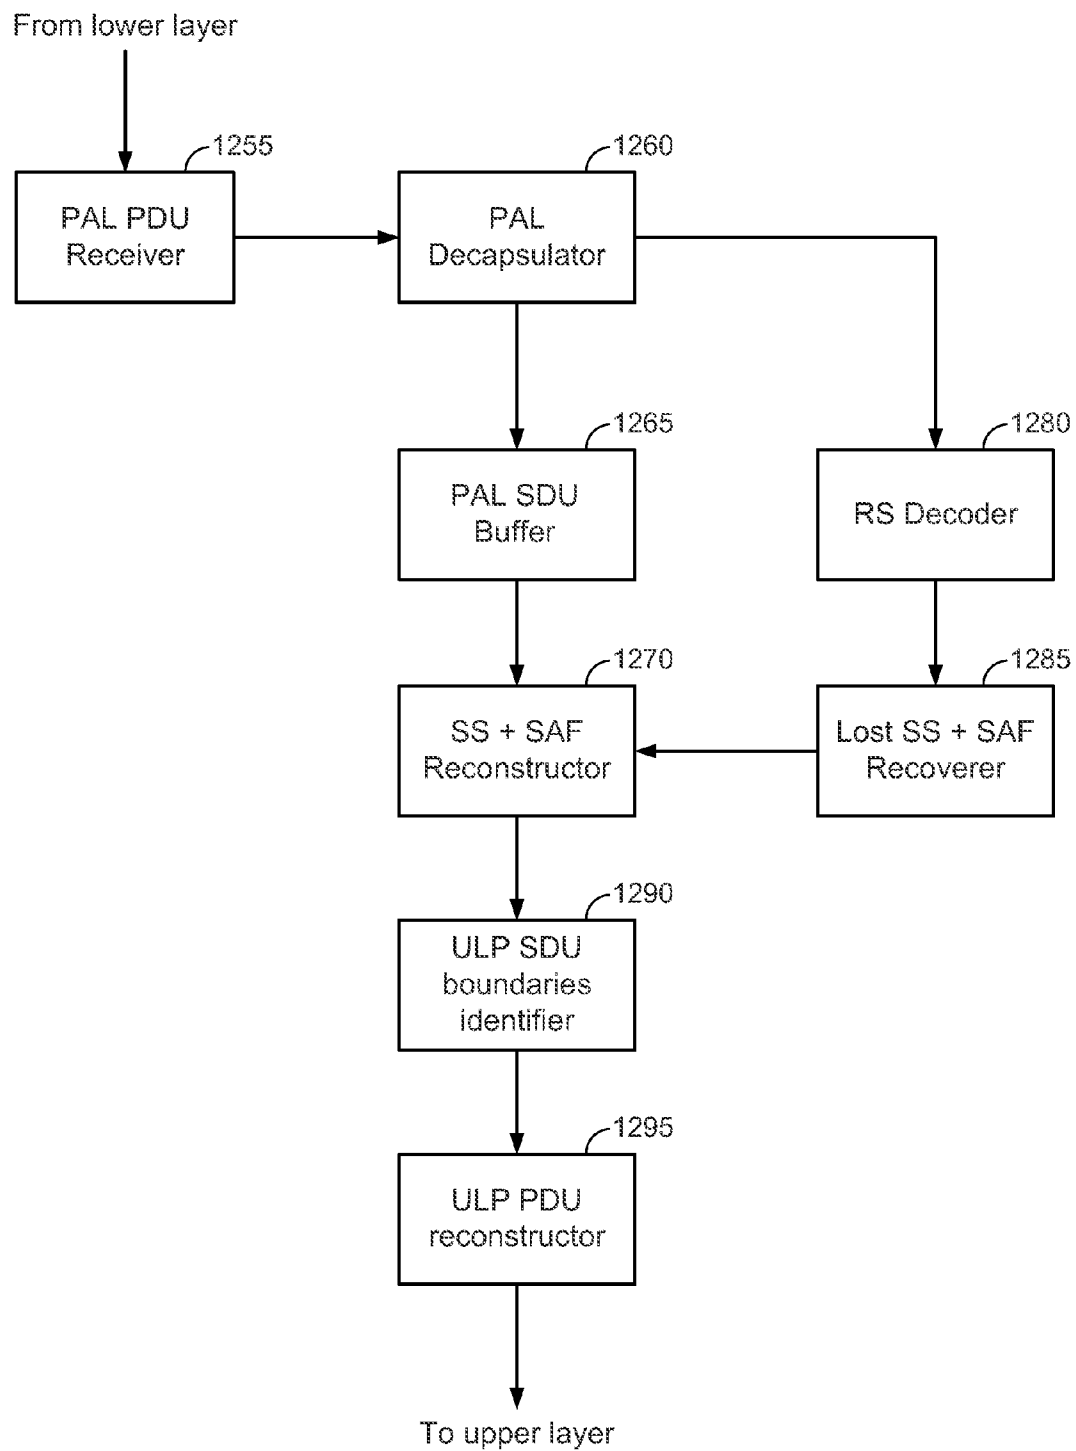 From lower layer
1255
PAL PDU
Receiver
1260
PAL
Decapsulator
1265
PAL SDU
Buffer
1280
RS Decoder
1270
SS + SAF
Reconstructor
1285
Lost SS + SAF
Recoverer
1290
ULP SDU
boundaries
identifier
1295
ULP PDU
reconstructor
To upper layer